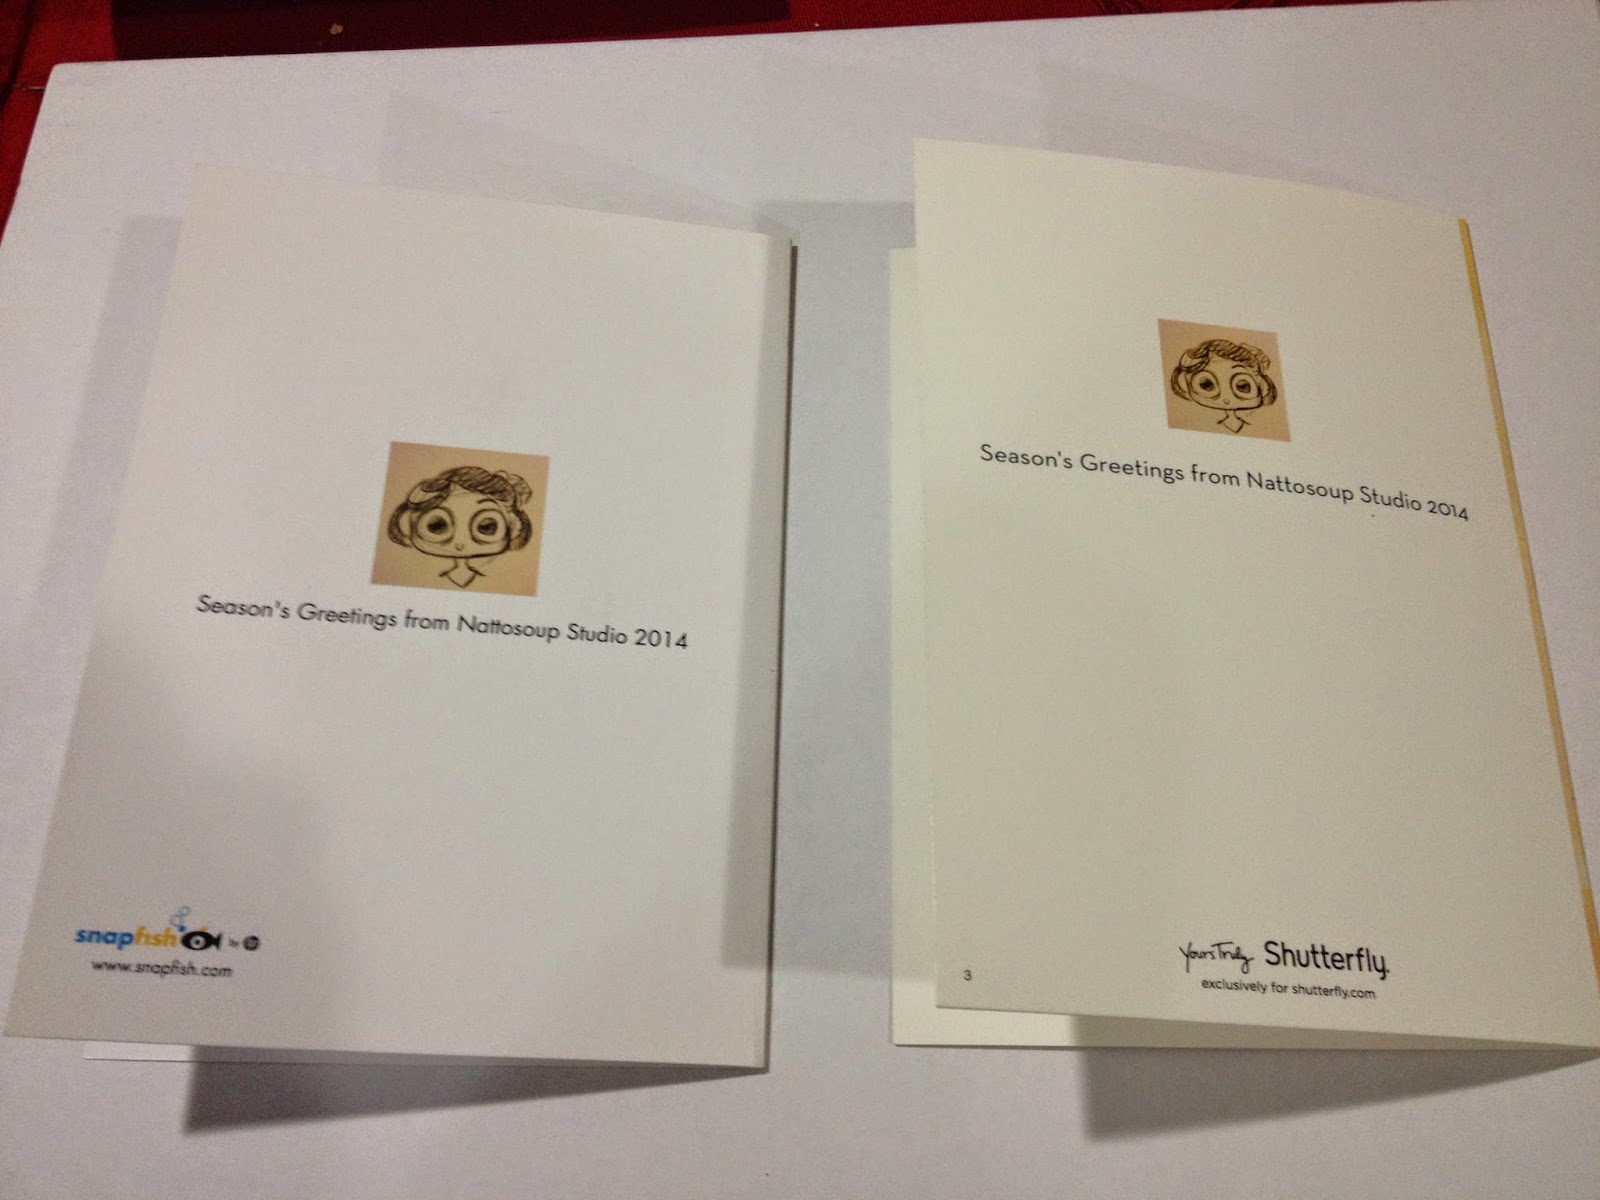 Season's Greetings from Nattosoup Studio 2014
snapfish by hp
www.snapfish.com
Season's Greetings from Nattosoup Studio 2014
3
Yours Truly Shutterfly.
exclusively for shutterfly.com